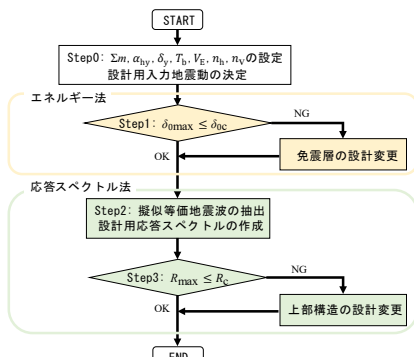 START
Step0: Σm, α_hy, δ_y, T_b, V_E, n_h, n_Vの設定
設計用入力地震動の決定
エネルギー法
NG
Step1: δ_0max ≤ δ_0c
OK
免震層の設計変更
応答スペクトル法
Step2: 擬似等価地震波の抽出
設計用応答スペクトルの作成
NG
Step3: R_max ≤ R_c
OK
上部構造の設計変更
END